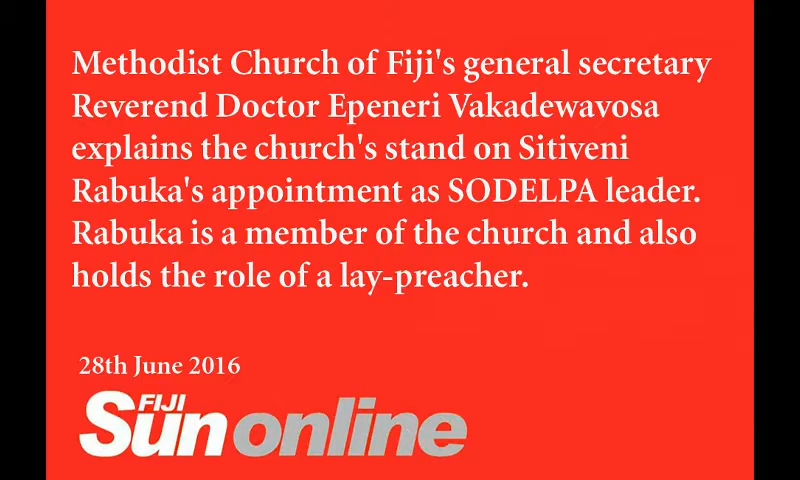 Methodist Church of Fiji's general secretary
Reverend Doctor Epeneri Vakadewavosa
explains the church's stand on Sitiveni
Rabuka's appointment as SODELPA leader.
Rabuka is a member of the church and also
holds the role of a lay-preacher.
28th June 2016
FIJI
Sun online